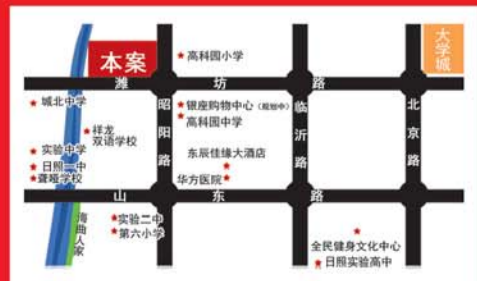 本案
高科园小学
大学城
潍坊路
城北中学
昭阳路
银座购物中心（规划中）
高科园中学
临沂路
北京路
祥龙
双语学校
实验中学
日照一中
聋哑学校
东辰佳缘大酒店
华方医院
山东路
湾曲人家
实验二中
第六小学
全民健身文化中心
日照实验高中